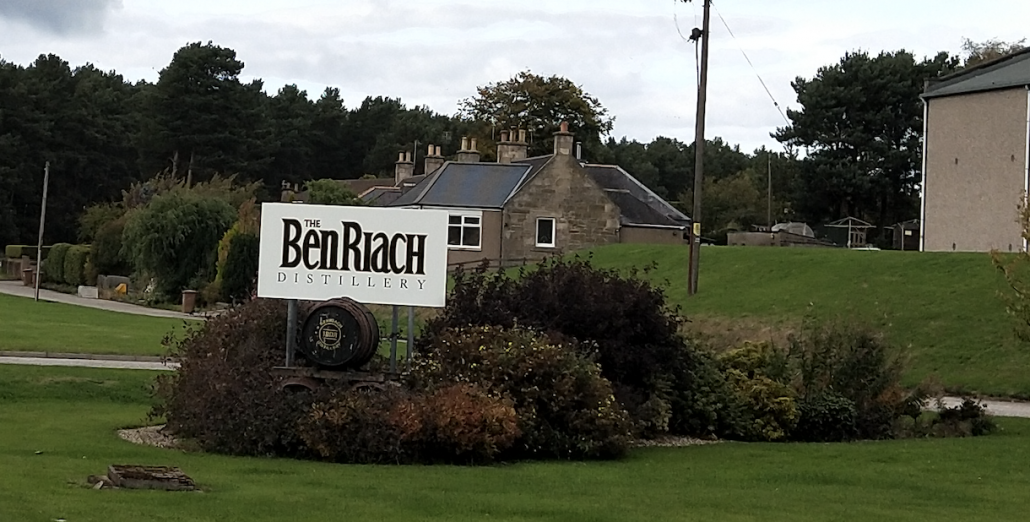 THE
BENRIACH
DISTILLERY